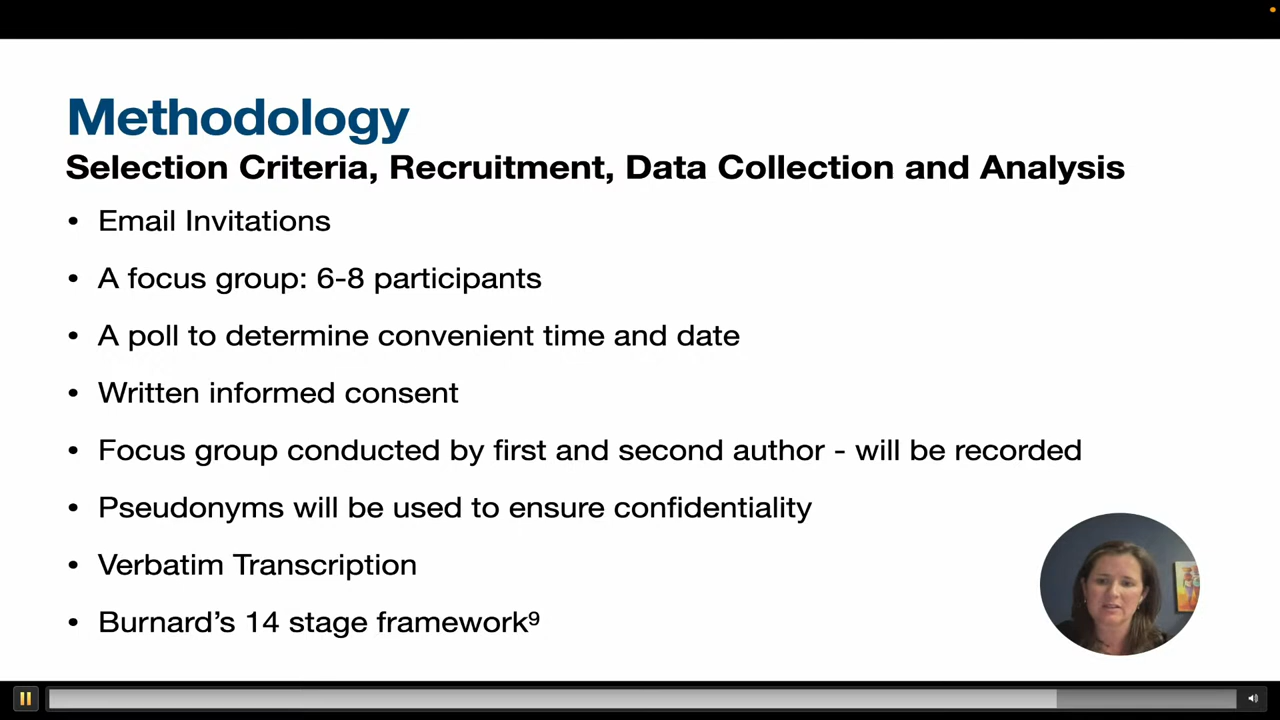 Methodology
Selection Criteria, Recruitment, Data Collection and Analysis
• Email Invitations
• A focus group: 6-8 participants
• A poll to determine convenient time and date
• Written informed consent
• Focus group conducted by first and second author - will be recorded
• Pseudonyms will be used to ensure confidentiality
• Verbatim Transcription
• Burnard’s 14 stage framework⁹